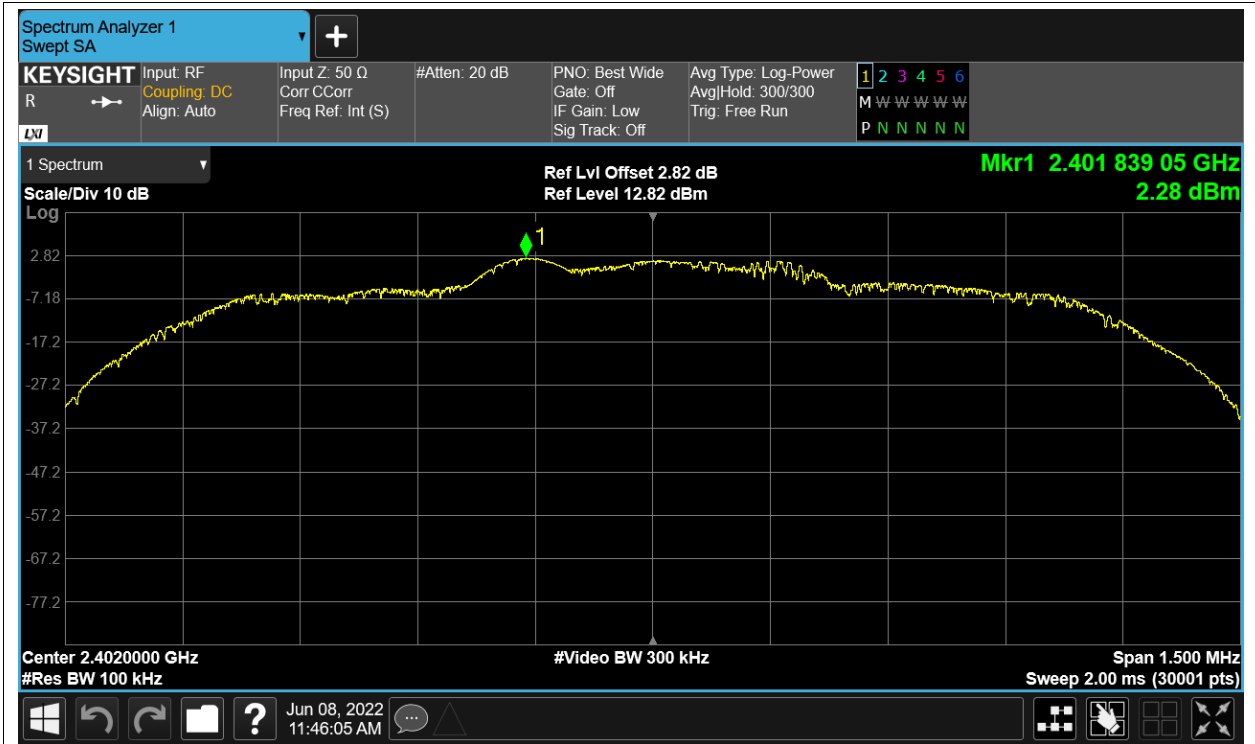 Spectrum Analyzer 1
Swept SA
KEYSIGHT
R
LXI
Input: RF
Coupling: DC
Align: Auto
Input Z: 50 Ω
Corr CCorr
Freq Ref: Int (S)
#Atten: 20 dB
PNO: Best Wide
Gate: Off
IF Gain: Low
Sig Track: Off
Avg Type: Log-Power
Avg|Hold: 300/300
Trig: Free Run
1 2 3 4 5 6
M W W W W W
P N N N N N
1 Spectrum
Scale/Div 10 dB
Log
Ref Lvl Offset 2.82 dB
Ref Level 12.82 dBm
Mkr1 2.401 839 05 GHz
2.28 dBm
1
2.82
-7.18
-17.2
-27.2
-37.2
-47.2
-57.2
-67.2
-77.2
Center 2.4020000 GHz
#Video BW 300 kHz
Span 1.500 MHz
#Res BW 100 kHz
Sweep 2.00 ms (30001 pts)
?
Jun 08, 2022
11:46:05 AM